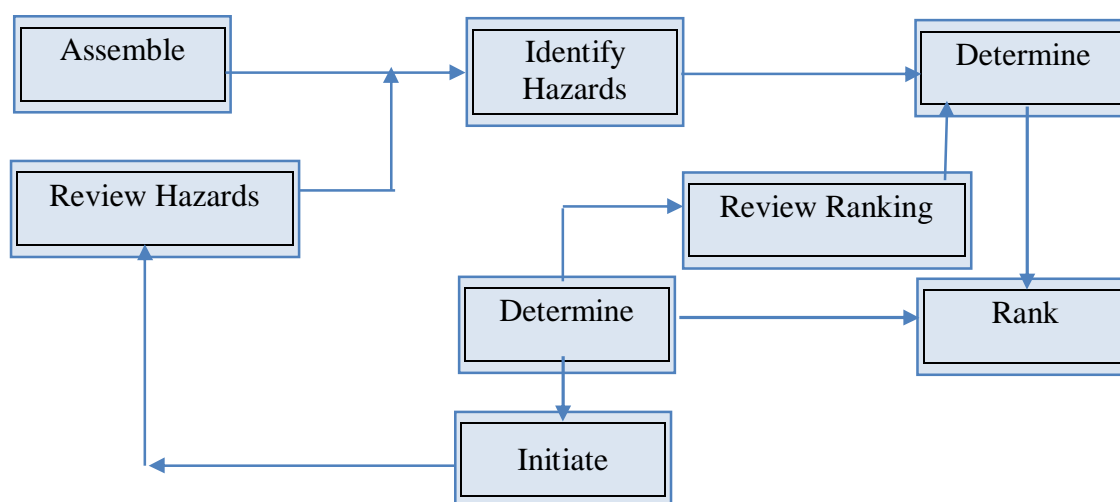 Assemble
Identify
Hazards
Determine
Review Hazards
Review Ranking
Determine
Rank
Initiate